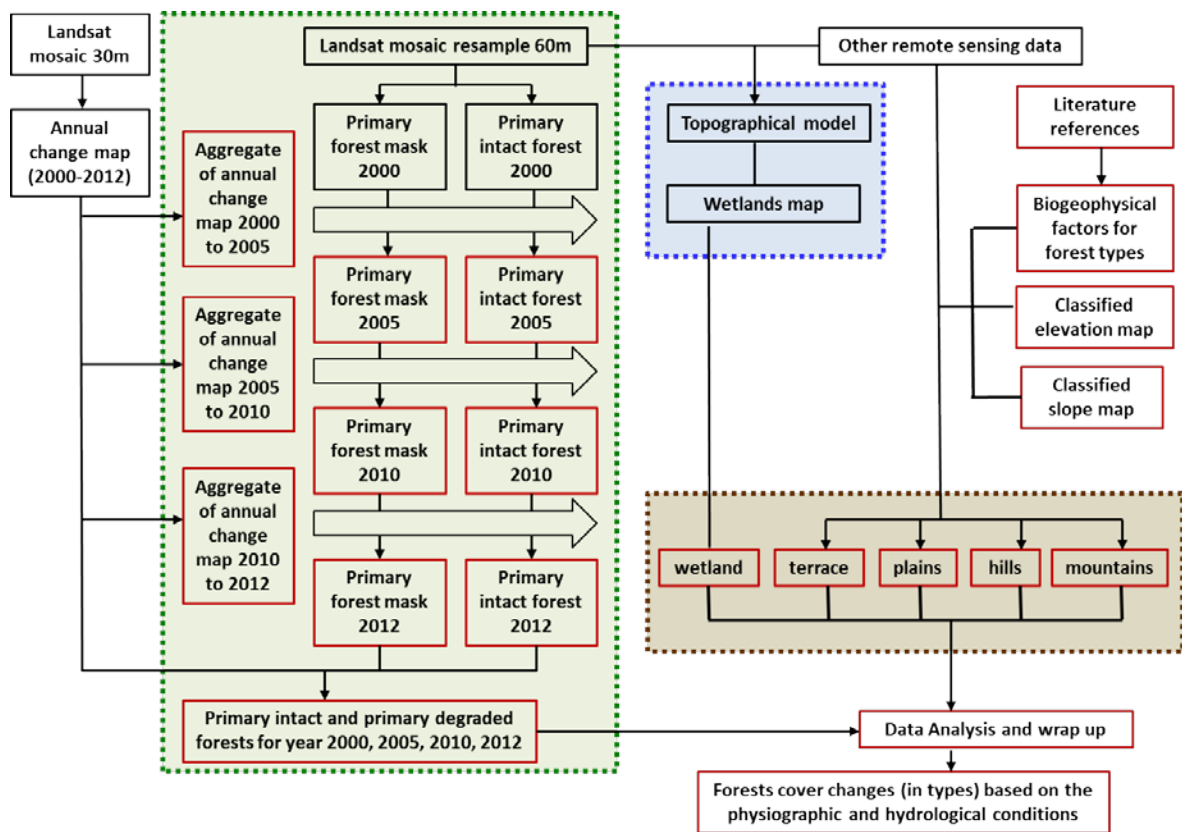 Landsat
mosaic 30m
Annual
change map
(2000-2012)
Landsat mosaic resample 60m
Aggregate
of annual
change
map 2000
to 2005
Primary
forest mask
2000
Primary
intact forest
2000
Primary
forest mask
2005
Primary
intact forest
2005
Aggregate
of annual
change
map 2005
to 2010
Primary
forest mask
2010
Primary
intact forest
2010
Aggregate
of annual
change
map 2010
to 2012
Primary
forest mask
2012
Primary
intact forest
2012
Primary intact and primary degraded
forests for year 2000, 2005, 2010, 2012
Other remote sensing data
Topographical model
Wetlands map
Literature
references
Biogeophysical
factors for
forest types
Classified
elevation map
Classified
slope map
wetland
terrace
plains
hills
mountains
Data Analysis and wrap up
Forests cover changes (in types) based on the
physiographic and hydrological conditions